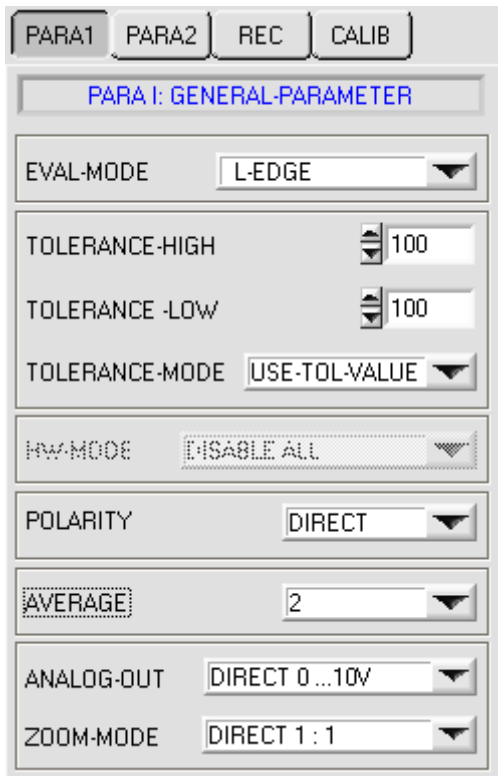 PARA1 PARA2 REC CALIB
PARA I: GENERAL-PARAMETER
EVAL-MODE L-EDGE
TOLERANCE-HIGH 100
TOLERANCE -LOW 100
TOLERANCE-MODE USE-TOL-VALUE
HW-MODE DISABLE ALL
POLARITY DIRECT
AVERAGE 2
ANALOG-OUT DIRECT 0 ...10V
ZOOM-MODE DIRECT 1 : 1